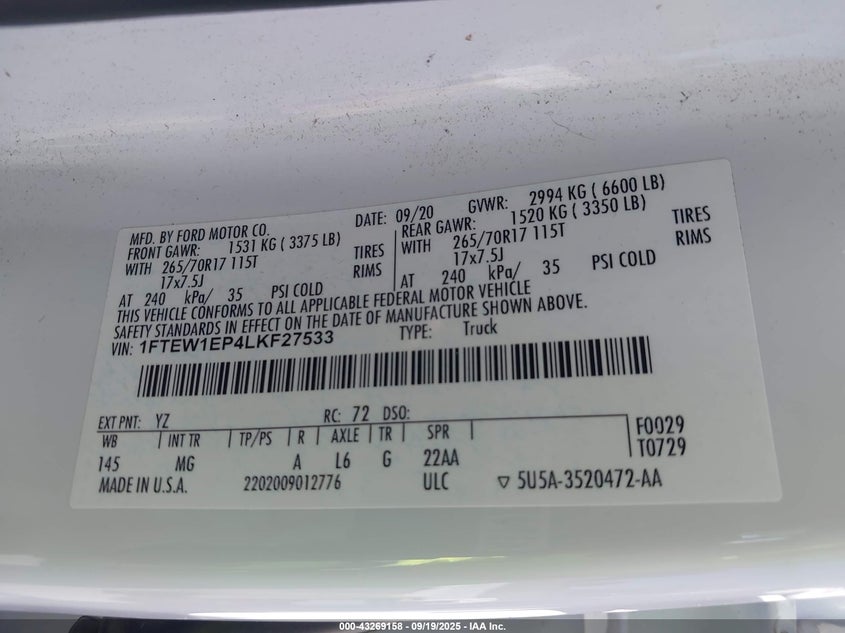 MFD. BY FORD MOTOR CO. DATE: 09/20 GVWR: 2994 KG ( 6600 LB)
FRONT GAWR: 1531 KG ( 3375 LB) REAR GAWR: 1520 KG ( 3350 LB)
WITH 265/70R17 115T TIRES WITH 265/70R17 115T TIRES
17x7.5J RIMS 17x7.5J RIMS
AT 240 kPa/ 35 PSI COLD AT 240 kPa/ 35 PSI COLD
THIS VEHICLE CONFORMS TO ALL APPLICABLE FEDERAL MOTOR VEHICLE
SAFETY STANDARDS IN EFFECT ON THE DATE OF MANUFACTURE SHOWN ABOVE.
VIN: 1FTEW1EP4LKF27533 TYPE: Truck
EXT PNT: YZ RC: 72 DSO: F0029
WB INT TR TP/PS R AXLE TR SPR T0729
145 MG A L6 G 22AA
MADE IN U.S.A. 2202009012776 ULC ▽ 5U5A-3520472-AA
000-43269158 - 09/19/2025 - IAA Inc.